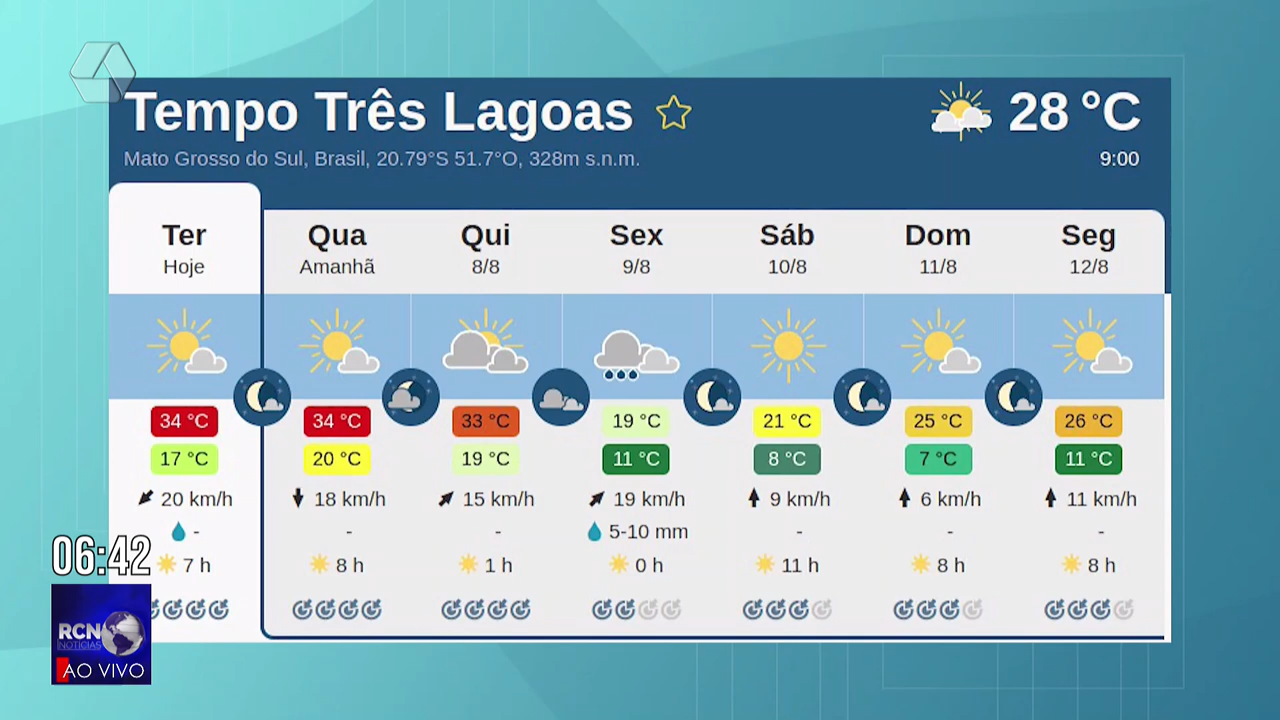 Tempo Três Lagoas 28 °C
Mato Grosso do Sul, Brasil, 20.79°S 51.7°O, 328m s.n.m. 9:00
Ter Qua Qui Sex Sáb Dom Seg
Hoje Amanhã 8/8 9/8 10/8 11/8 12/8
34 °C 34 °C 33 °C 19 °C 21 °C 25 °C 26 °C
17 °C 20 °C 19 °C 11 °C 8 °C 7 °C 11 °C
20 km/h 18 km/h 15 km/h 19 km/h 9 km/h 6 km/h 11 km/h
- - - 5-10 mm - - -
7 h 8 h 1 h 0 h 11 h 8 h 8 h
06:42
RCN
NOTÍCIAS
AO VIVO